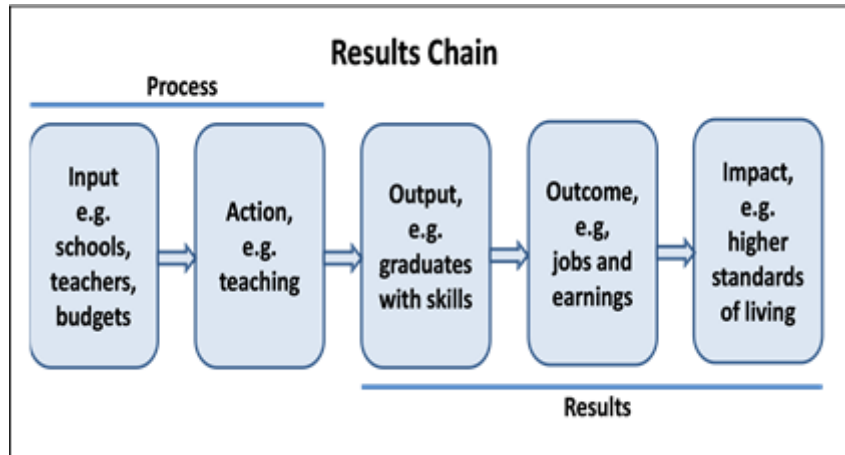 Results Chain
Process
Input
e.g.
schools,
teachers,
budgets
Action,
e.g.
teaching
Output,
e.g.
graduates
with skills
Outcome,
e.g,
jobs and
earnings
Impact,
e.g.
higher
standards
of living
Results